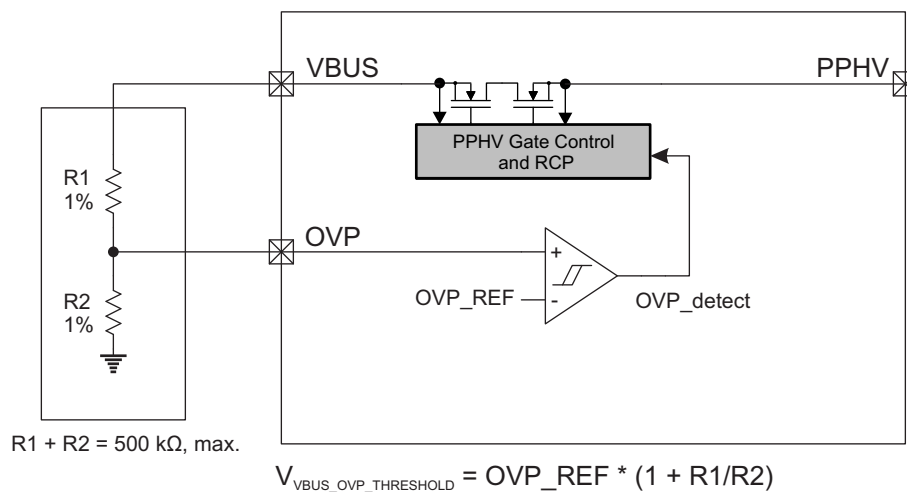 VBUS
PPHV
PPHV Gate Control
and RCP
R1
1%
OVP
+
OVP_REF
-
OVP_detect
R2
1%
R1 + R2 = 500 kΩ, max.
V_VBUS_OVP_THRESHOLD = OVP_REF * (1 + R1/R2)